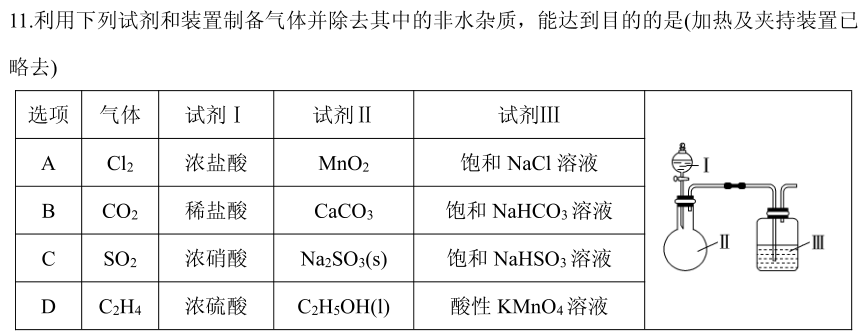 11.利用下列试剂和装置制备气体并除去其中的非水杂质，能达到目的的是(加热及夹持装置已
略去)
选项 气体 试剂Ⅰ 试剂Ⅱ 试剂Ⅲ
A Cl₂ 浓盐酸 MnO₂ 饱和 NaCl 溶液
B CO₂ 稀盐酸 CaCO₃ 饱和 NaHCO₃ 溶液
C SO₂ 浓硝酸 Na₂SO₃(s) 饱和 NaHSO₃ 溶液
D C₂H₄ 浓硫酸 C₂H₅OH(l) 酸性 KMnO₄ 溶液
Ⅰ
Ⅱ
Ⅲ